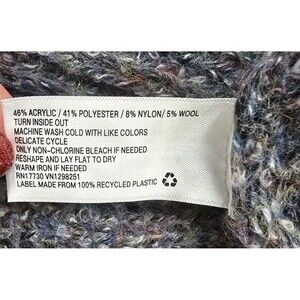 46% ACRYLIC / 41% POLYESTER / 8% NYLON / 5% WOOL
TURN INSIDE OUT
MACHINE WASH COLD WITH LIKE COLORS
DELICATE CYCLE
ONLY NON-CHLORINE BLEACH IF NEEDED
RESHAPE AND LAY FLAT TO DRY
WARM IRON IF NEEDED
RN17730 VN1298251
LABEL MADE FROM 100% RECYCLED PLASTIC